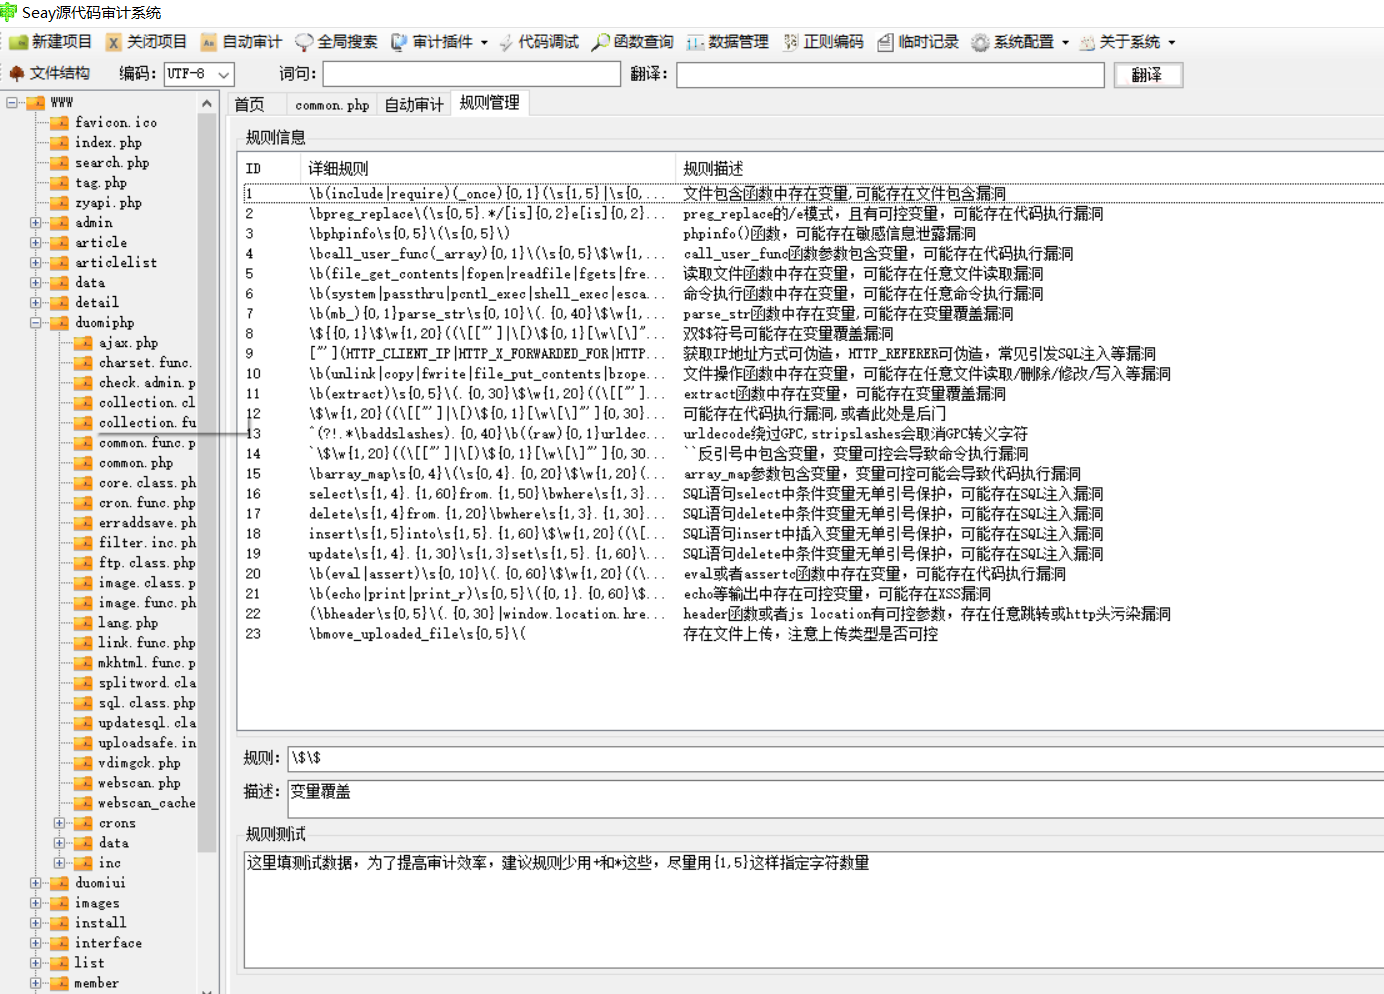 Seay源代码审计系统
新建项目 关闭项目 自动审计 全局搜索 审计插件 代码调试 函数查询 数据管理 正则编码 临时记录 系统配置 关于系统
文件结构 编码: UTF-8 词句: 翻译: 翻译
首页 common.php 自动审计 规则管理
WWW
favicon.ico
index.php
search.php
tag.php
zyapi.php
admin
article
articlelist
data
detail
duomiphp
ajax.php
charset.func.
check.admin.p
collection.cl
collection.fu
common.func.p
common.php
core.class.ph
cron.func.php
erraddsave.ph
filter.inc.ph
ftp.class.php
image.class.p
image.func.ph
lang.php
link.func.php
mkhtml.func.p
splitword.cla
sql.class.php
updatesql.cla
uploadsafe.in
vdimgck.php
webscan.php
webscan_cache
crons
data
inc
duomiui
images
install
interface
list
member
规则信息
ID 详细规则 规则描述
1 \b(include|require)(_once){0,1}(\s{1,5}|\s{0,... 文件包含函数中存在变量,可能存在文件包含漏洞
2 \bpreg_replace\(\s{0,5}.*/[is]{0,2}e[is]{0,2}... preg_replace的/e模式，且有可控变量，可能存在代码执行漏洞
3 \bphpinfo\s{0,5}\(\s{0,5}\) phpinfo()函数，可能存在敏感信息泄露漏洞
4 \bcall_user_func(_array){0,1}\(\s{0,5}\$\w{1,... call_user_func函数参数包含变量，可能存在代码执行漏洞
5 \b(file_get_contents|fopen|readfile|fgets|fre... 读取文件函数中存在变量，可能存在任意文件读取漏洞
6 \b(system|passthru|pcntl_exec|shell_exec|esca... 命令执行函数中存在变量，可能存在任意命令执行漏洞
7 \b(mb_){0,1}parse_str\s{0,10}\(.{0,40}\$\w{1,... parse_str函数中存在变量,可能存在变量覆盖漏洞
8 \${{0,1}\$\w{1,20}((\[["']|\[)\${0,1}[\w\[\]"... 双$$符号可能存在变量覆盖漏洞
9 ["'](HTTP_CLIENT_IP|HTTP_X_FORWARDED_FOR|HTTP... 获取IP地址方式可伪造，HTTP_REFERER可伪造，常见引发SQL注入等漏洞
10 \b(unlink|copy|fwrite|file_put_contents|bzope... 文件操作函数中存在变量，可能存在任意文件读取/删除/修改/写入等漏洞
11 \b(extract)\s{0,5}\(.{0,30}\$\w{1,20}((\[["']... extract函数中存在变量，可能存在变量覆盖漏洞
12 \$\w{1,20}((\[["']|\[)\${0,1}[\w\[\]"']{0,30}... 可能存在代码执行漏洞,或者此处是后门
13 ^(?!.*\baddslashes).{0,40}\b((raw){0,1}urldec... urldecode绕过GPC,stripslashes会取消GPC转义字符
14 `\$\w{1,20}((\[["']|\[)\${0,1}[\w\[\]"']{0,30... ``反引号中包含变量，变量可控会导致命令执行漏洞
15 \barray_map\s{0,4}\(\s{0,4}.{0,20}\$\w{1,20}(... array_map参数包含变量，变量可控可能会导致代码执行漏洞
16 select\s{1,4}.{1,60}from.{1,50}\bwhere\s{1,3}... SQL语句select中条件变量无单引号保护，可能存在SQL注入漏洞
17 delete\s{1,4}from.{1,20}\bwhere\s{1,3}.{1,30}... SQL语句delete中条件变量无单引号保护，可能存在SQL注入漏洞
18 insert\s{1,5}into\s{1,5}.{1,60}\$\w{1,20}((\[... SQL语句insert中插入变量无单引号保护，可能存在SQL注入漏洞
19 update\s{1,4}.{1,30}\s{1,3}set\s{1,5}.{1,60}\... SQL语句delete中条件变量无单引号保护，可能存在SQL注入漏洞
20 \b(eval|assert)\s{0,10}\(.{0,60}\$\w{1,20}((\... eval或者assertc函数中存在变量，可能存在代码执行漏洞
21 \b(echo|print|print_r)\s{0,5}\({0,1}.{0,60}\$... echo等输出中存在可控变量，可能存在XSS漏洞
22 (\bheader\s{0,5}\(.{0,30}|window.location.hre... header函数或者js location有可控参数，存在任意跳转或http头污染漏洞
23 \bmove_uploaded_file\s{0,5}\( 存在文件上传，注意上传类型是否可控
规则: \$\$
描述: 变量覆盖
规则测试
这里填测试数据，为了提高审计效率，建议规则少用+和*这些，尽量用{1,5}这样指定字符数量